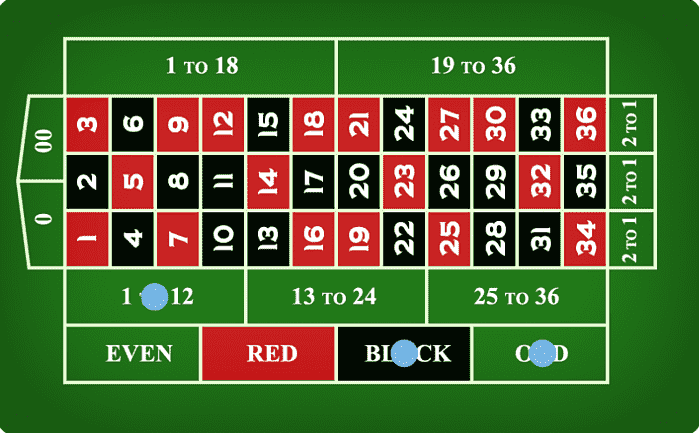 1 TO 18 19 TO 36
00 3 6 9 12 15 18 21 24 27 30 33 36 2 to 1
2 5 8 11 14 17 20 23 26 29 32 35 2 to 1
0 1 4 7 10 13 16 19 22 25 28 31 34 2 to 1
1 12 13 TO 24 25 TO 36
EVEN RED